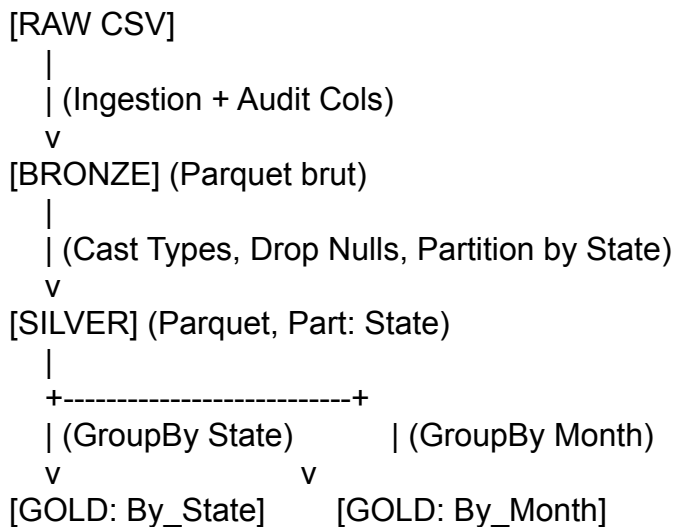 [RAW CSV]
|
| (Ingestion + Audit Cols)
v
[BRONZE] (Parquet brut)
|
| (Cast Types, Drop Nulls, Partition by State)
v
[SILVER] (Parquet, Part: State)
|
+---------------------------+
| (GroupBy State) | (GroupBy Month)
v v
[GOLD: By_State] [GOLD: By_Month]